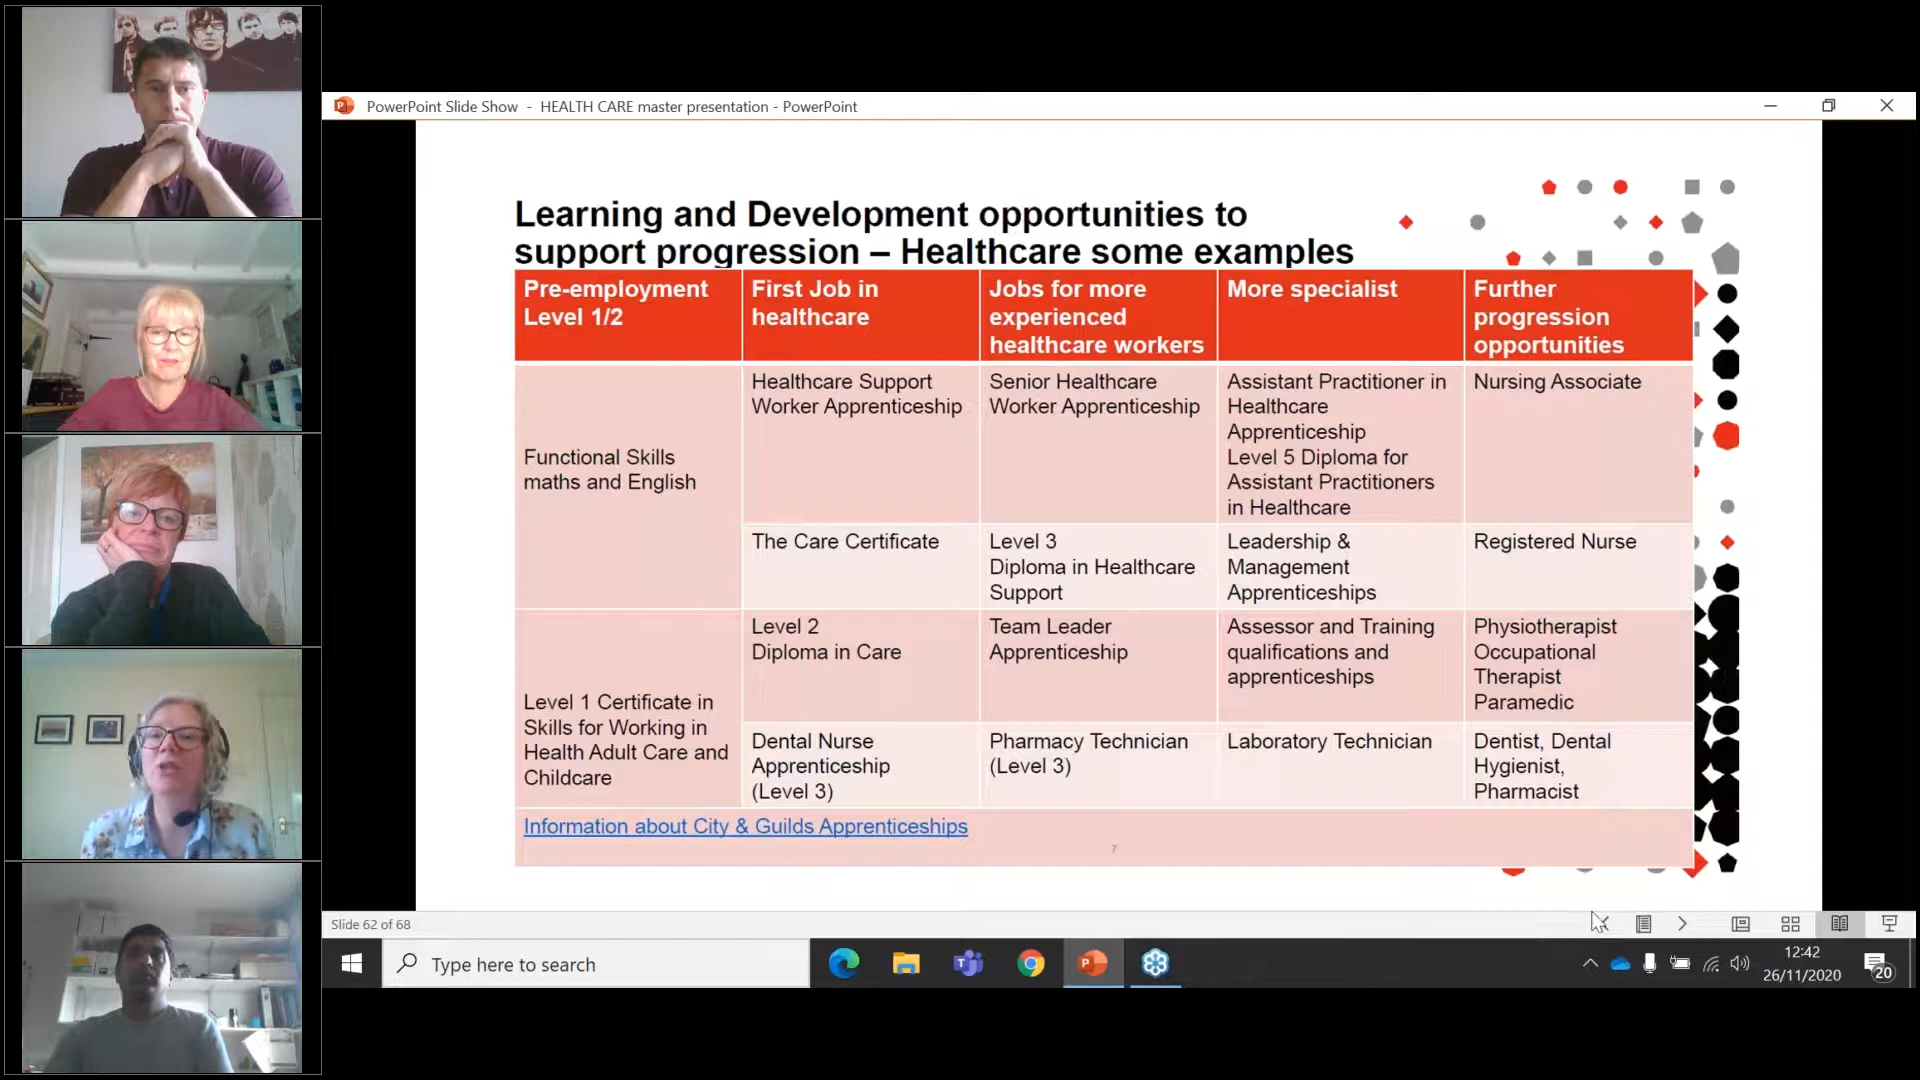 PowerPoint Slide Show - HEALTH CARE master presentation - PowerPoint
Learning and Development opportunities to
support progression – Healthcare some examples
Pre-employment
Level 1/2
First Job in
healthcare
Jobs for more
experienced
healthcare workers
More specialist
Further
progression
opportunities
Functional Skills
maths and English
Healthcare Support
Worker Apprenticeship
Senior Healthcare
Worker Apprenticeship
Assistant Practitioner in
Healthcare
Apprenticeship
Level 5 Diploma for
Assistant Practitioners
in Healthcare
Nursing Associate
The Care Certificate
Level 3
Diploma in Healthcare
Support
Leadership &
Management
Apprenticeships
Registered Nurse
Level 1 Certificate in
Skills for Working in
Health Adult Care and
Childcare
Level 2
Diploma in Care
Team Leader
Apprenticeship
Assessor and Training
qualifications and
apprenticeships
Physiotherapist
Occupational
Therapist
Paramedic
Dental Nurse
Apprenticeship
(Level 3)
Pharmacy Technician
(Level 3)
Laboratory Technician
Dentist, Dental
Hygienist,
Pharmacist
Information about City & Guilds Apprenticeships
7
Slide 62 of 68
Type here to search
12:42
26/11/2020
20